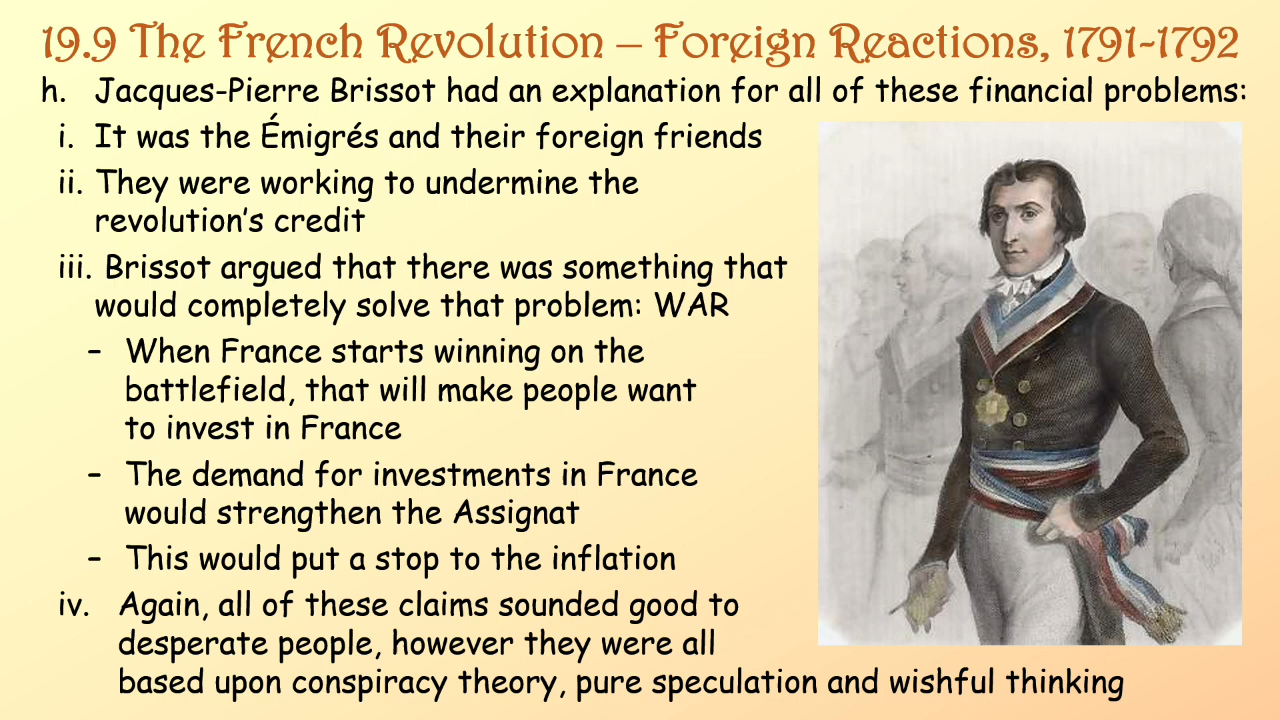 19.9 The French Revolution – Foreign Reactions, 1791-1792
h. Jacques-Pierre Brissot had an explanation for all of these financial problems:
i. It was the Émigrés and their foreign friends
ii. They were working to undermine the
revolution’s credit
iii. Brissot argued that there was something that
would completely solve that problem: WAR
– When France starts winning on the
battlefield, that will make people want
to invest in France
– The demand for investments in France
would strengthen the Assignat
– This would put a stop to the inflation
iv. Again, all of these claims sounded good to
desperate people, however they were all
based upon conspiracy theory, pure speculation and wishful thinking